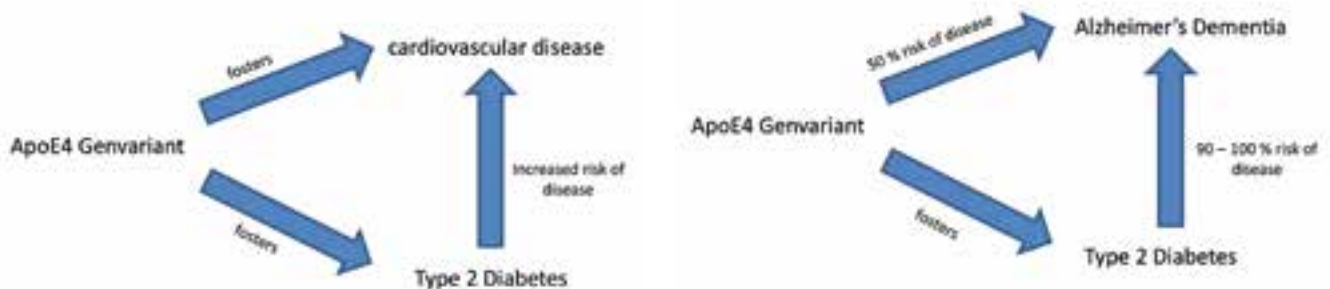 cardiovascular disease
fosters
ApoE4 Genvariant
Increased risk of
disease
fosters
Type 2 Diabetes
Alzheimer's Dementia
50 % risk of disease
ApoE4 Genvariant
90 – 100 % risk of
disease
fosters
Type 2 Diabetes